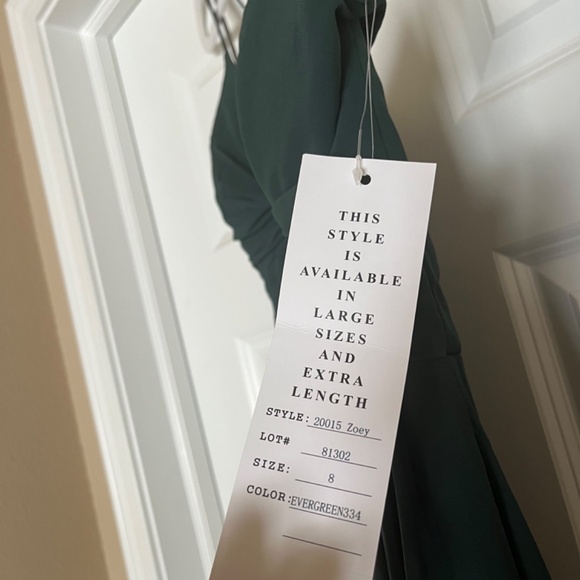 THIS
STYLE
IS
AVAILABLE
IN
LARGE
SIZES
AND
EXTRA
LENGTH
STYLE: 20015 Zoey
LOT# 81302
SIZE: 8
COLOR: EVERGREEN334